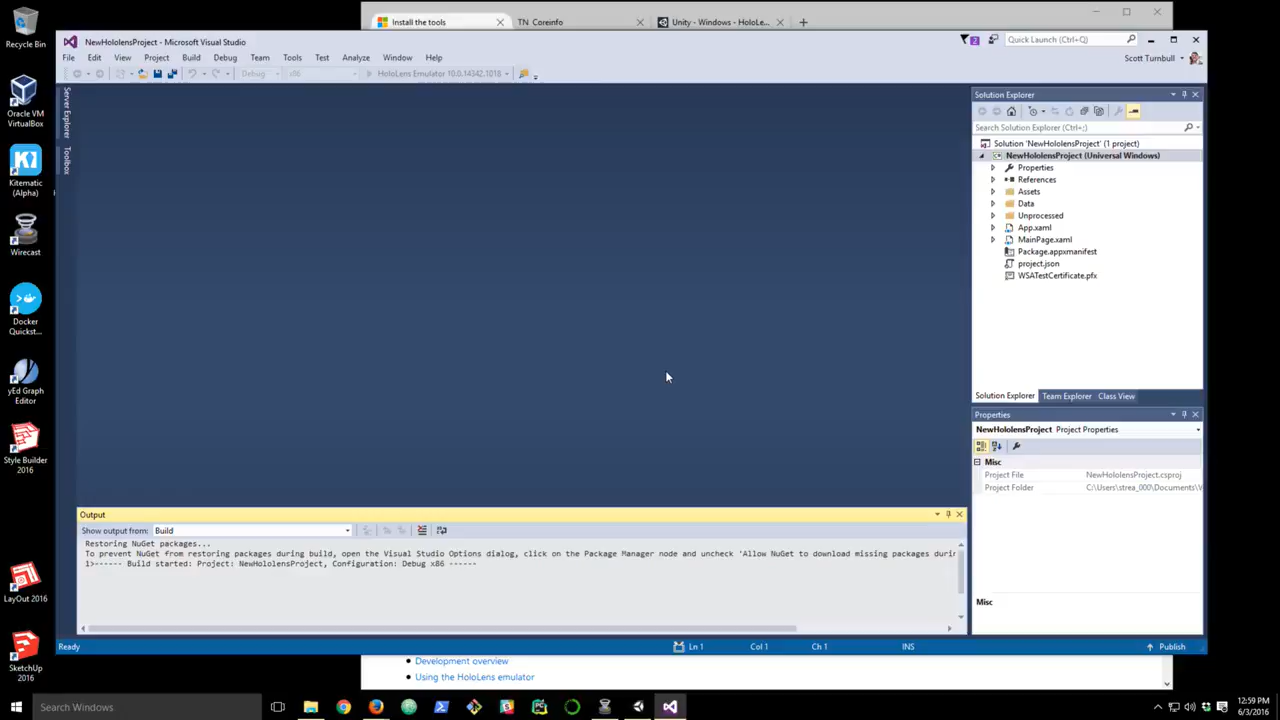 Install the tools
TN Coreinfo
Unity - Windows - HoloLe...
Recycle Bin
NewHololensProject - Microsoft Visual Studio
2
Quick Launch (Ctrl+Q)
File Edit View Project Build Debug Team Tools Test Analyze Window Help
Scott Turnbull
Debug x86 HoloLens Emulator 10.0.14342.1018
Server Explorer
Toolbox
Solution Explorer
Search Solution Explorer (Ctrl+;)
Solution 'NewHololensProject' (1 project)
NewHololensProject (Universal Windows)
Properties
References
Assets
Data
Unprocessed
App.xaml
MainPage.xaml
Package.appxmanifest
project.json
WSATestCertificate.pfx
Solution Explorer Team Explorer Class View
Properties
NewHololensProject Project Properties
Misc
Project File NewHololensProject.csproj
Project Folder C:\Users\strea_000\Documents\V
Misc
Oracle VM
VirtualBox
Kitematic
(Alpha)
Wirecast
Docker
Quickst...
yEd Graph
Editor
Style Builder
2016
LayOut 2016
SketchUp
2016
Output
Show output from: Build
Restoring NuGet packages...
To prevent NuGet from restoring packages during build, open the Visual Studio Options dialog, click on the Package Manager node and uncheck 'Allow NuGet to download missing packages durin
1>------ Build started: Project: NewHololensProject, Configuration: Debug x86 ------
Ready Ln 1 Col 1 Ch 1 INS Publish
Development overview
Using the HoloLens emulator
Search Windows
12:59 PM
6/3/2016